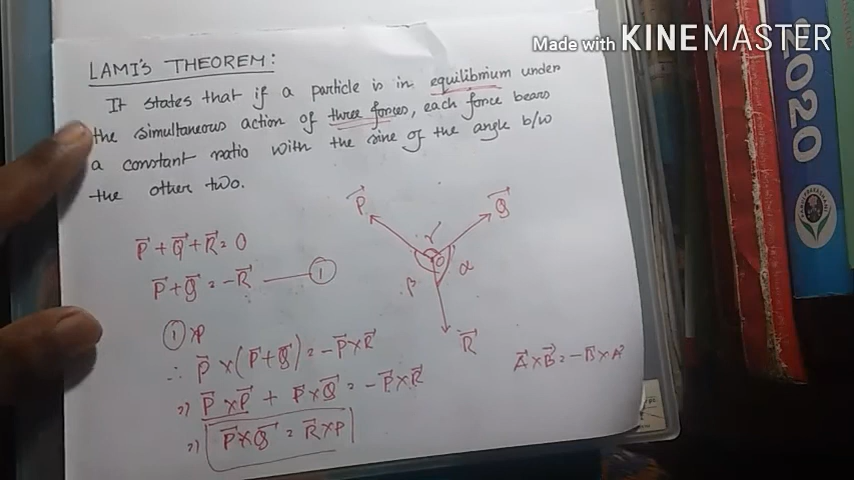 Made with KINEMASTER
LAMI'S THEOREM:
It states that if a particle is in equilibrium under
the simultaneous action of three forces, each force bears
a constant ratio with the sine of the angle b/w
the other two.
P⃗ + Q⃗ + R⃗ = 0
P⃗ + Q⃗ = -R⃗ — 1
1 xp
∴ P⃗ × (P⃗ + Q⃗) = -P⃗ × R⃗
=) P⃗ × P⃗ + P⃗ × Q⃗ = -P⃗ × R⃗
=) P⃗ × Q⃗ = R⃗ × P
P⃗
Q⃗
γ
O
β
α
R⃗
A⃗ × B⃗ = -B⃗ × A⃗
2020